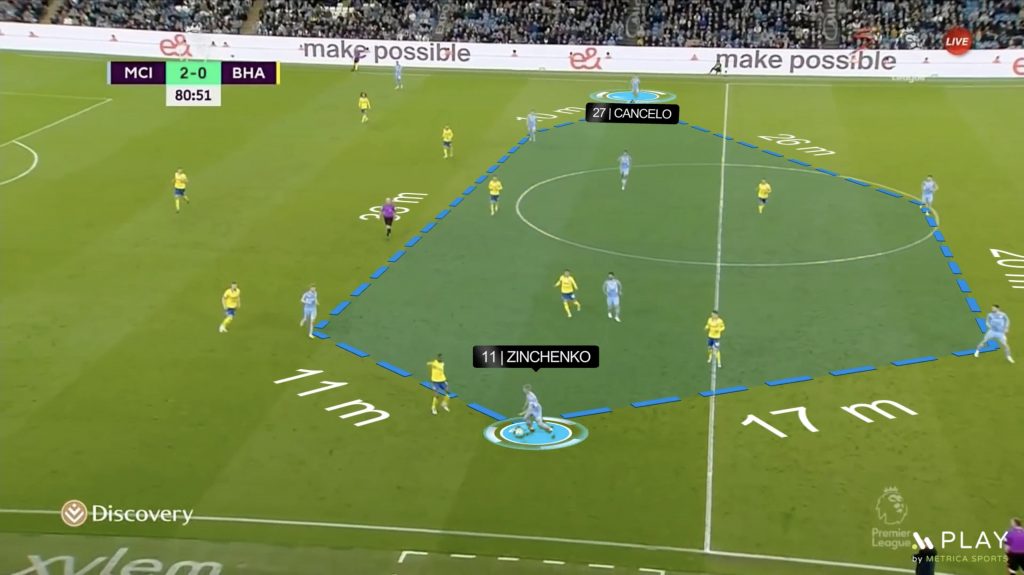 e&
make possible
e&
make possible
LIVE
MCI 2-0 BHA
80:51
27 | CANCELO
26 m
11 | ZINCHENKO
11 m
17 m
Discovery
Premier
League
PLAY
by METRICA SPORTS
xylem